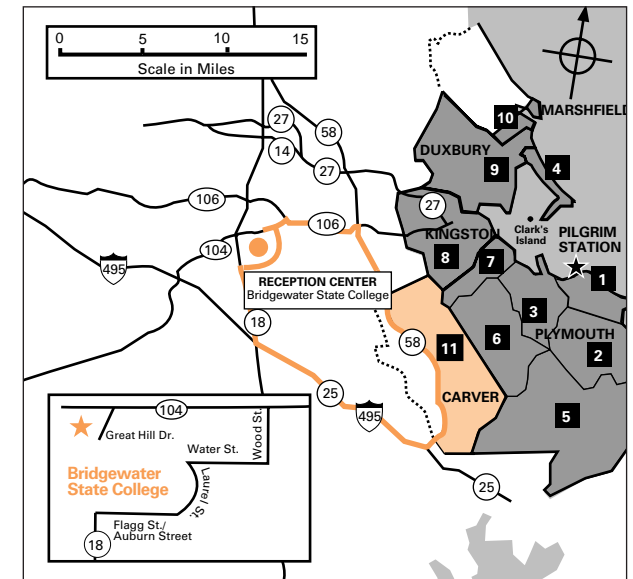 0 5 10 15
Scale in Miles
10
MARSHFIELD
27
58
14
27
DUXBURY
9
4
106
27
106
Clark's
Island
PILGRIM
STATION
KINGSTON
104
495
8
7
1
RECEPTION CENTER
Bridgewater State College
18
58
11
3
6
PLYMOUTH
2
25
495
CARVER
5
25
104
Great Hill Dr.
Wood St.
Water St.
Bridgewater
State College
Laurel St.
Flagg St./
Auburn Street
18